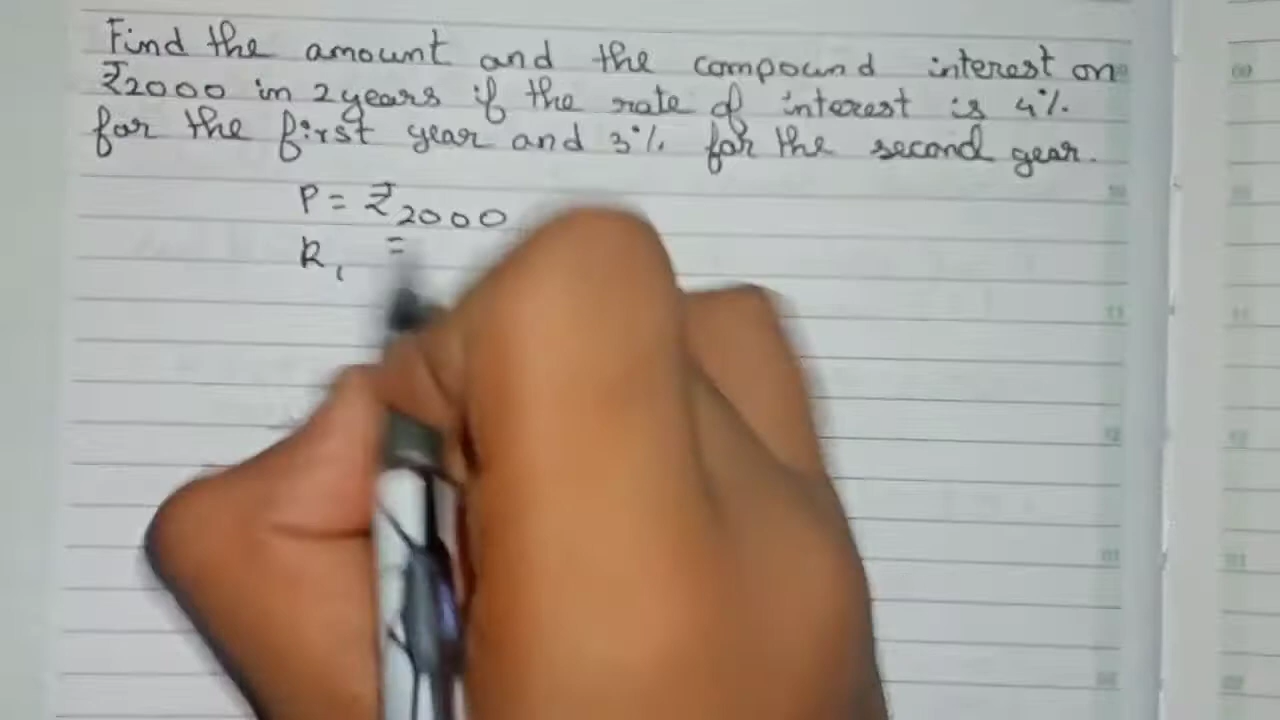 Find the amount and the compound interest on
₹2000 in 2 years if the rate of interest is 4%
for the first year and 3% for the second year.
P = ₹2000
R₁ =